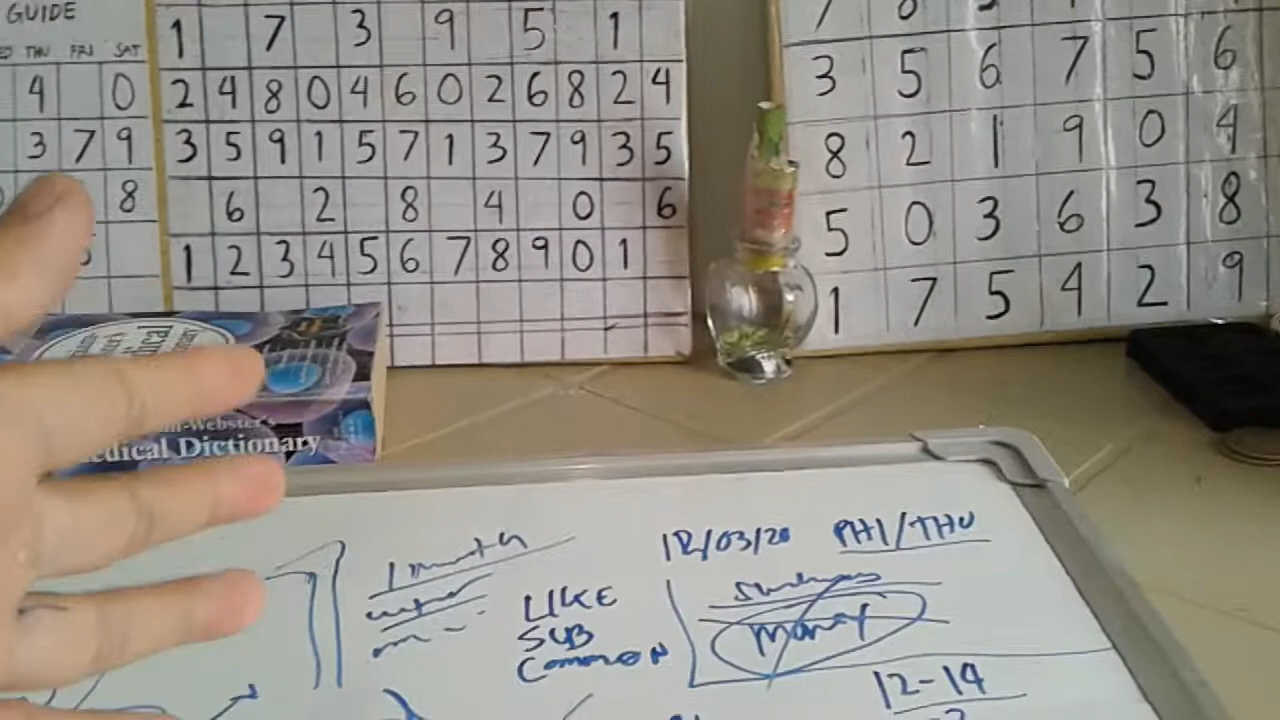 GUIDE
THU FRI SAT
4 0
3 7 9
8
1 7 3 9 5 1
2 4 8 0 4 6 0 2 6 8 2 4
3 5 9 1 5 7 1 3 7 9 3 5
6 2 8 4 0 6
1 2 3 4 5 6 7 8 9 0 1
3 5 6 7 5 6
8 2 1 9 0 4
5 0 3 6 3 8
1 7 5 4 2 9
Medical Dictionary
1 month
LIKE
SUB
COMMON
12/03/20 PHI/THU
Money
12-14